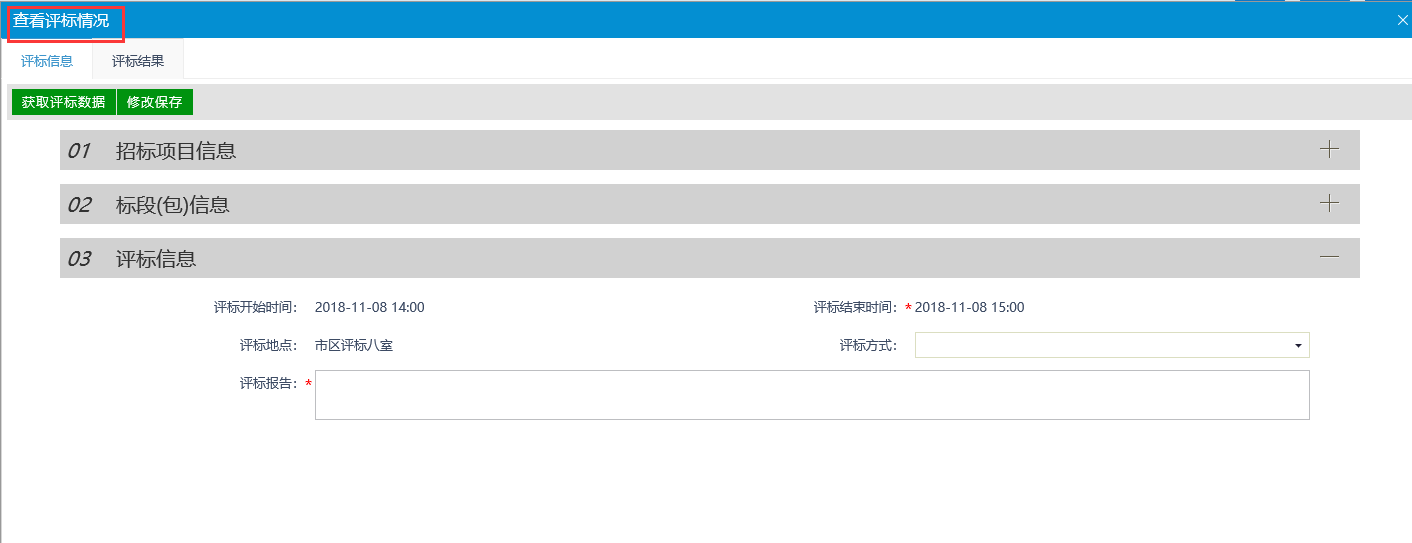 查看评标情况
评标信息 评标结果
获取评标数据 修改保存
01 招标项目信息
02 标段(包)信息
03 评标信息
评标开始时间： 2018-11-08 14:00 评标结束时间： * 2018-11-08 15:00
评标地点： 市区评标八室 评标方式：
评标报告： *